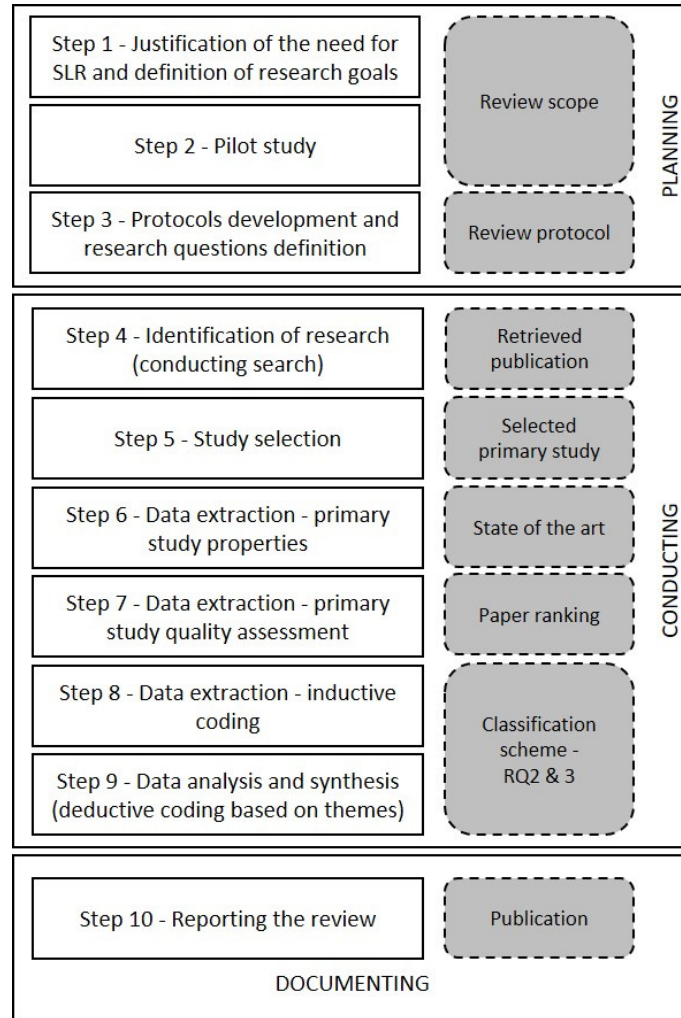 Step 1 - Justification of the need for
SLR and definition of research goals
Review scope
Step 2 - Pilot study
Step 3 - Protocols development and
research questions definition
Review protocol
PLANNING
Step 4 - Identification of research
(conducting search)
Retrieved
publication
Step 5 - Study selection
Selected
primary study
Step 6 - Data extraction - primary
study properties
State of the art
Step 7 - Data extraction - primary
study quality assessment
Paper ranking
Step 8 - Data extraction - inductive
coding
Step 9 - Data analysis and synthesis
(deductive coding based on themes)
Classification
scheme -
RQ2 & 3
CONDUCTING
Step 10 - Reporting the review
Publication
DOCUMENTING